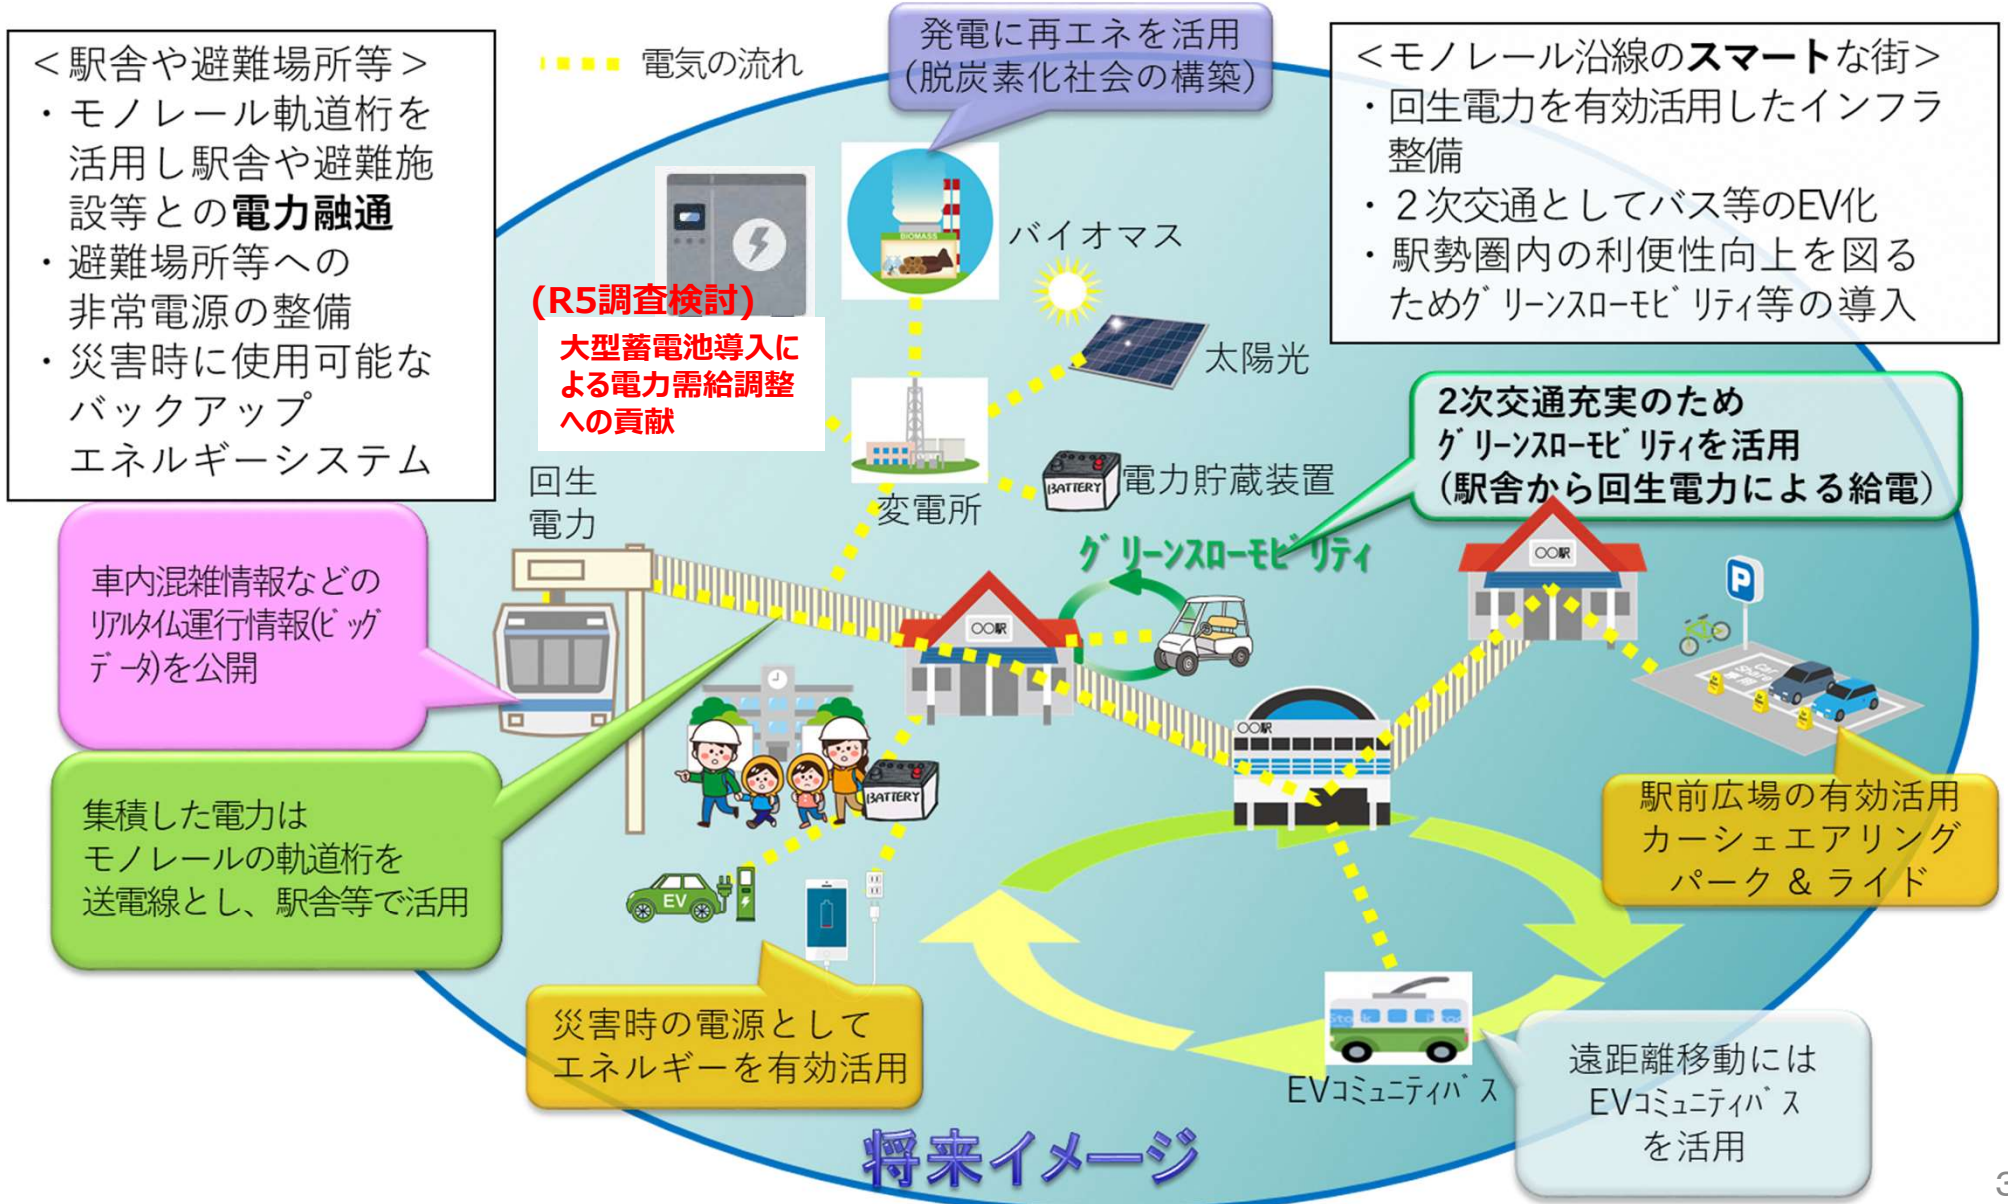 ＜駅舎や避難場所等＞
・モノレール軌道桁を
活用し駅舎や避難施
設等との電力融通
・避難場所等への
非常電源の整備
・災害時に使用可能な
バックアップ
エネルギーシステム
電気の流れ
発電に再エネを活用
(脱炭素化社会の構築)
＜モノレール沿線のスマートな街＞
・回生電力を有効活用したインフラ
整備
・２次交通としてバス等のEV化
・駅勢圏内の利便性向上を図る
ためｸﾞﾘｰﾝｽﾛｰﾓﾋﾞﾘﾃｨ等の導入
BIOMASS
バイオマス
太陽光
(R5調査検討)
大型蓄電池導入に
よる電力需給調整
への貢献
変電所
BATTERY
電力貯蔵装置
2次交通充実のため
ｸﾞﾘｰﾝｽﾛｰﾓﾋﾞﾘﾃｨを活用
(駅舎から回生電力による給電)
回生
電力
ｸﾞﾘｰﾝｽﾛｰﾓﾋﾞﾘﾃｨ
〇〇駅
〇〇駅
P
Car
Share
専用
車内混雑情報などの
ﾘｱﾙﾀｲﾑ運行情報(ﾋﾞｯｸﾞ
ﾃﾞｰﾀ)を公開
〇〇駅
集積した電力は
モノレールの軌道桁を
送電線とし、駅舎等で活用
BATTERY
EV
駅前広場の有効活用
カーシェエアリング
パーク & ライド
災害時の電源として
エネルギーを有効活用
EVｺﾐｭﾆﾃｨﾊﾞｽ
遠距離移動には
EVｺﾐｭﾆﾃｨﾊﾞｽ
を活用
将来イメージ
3